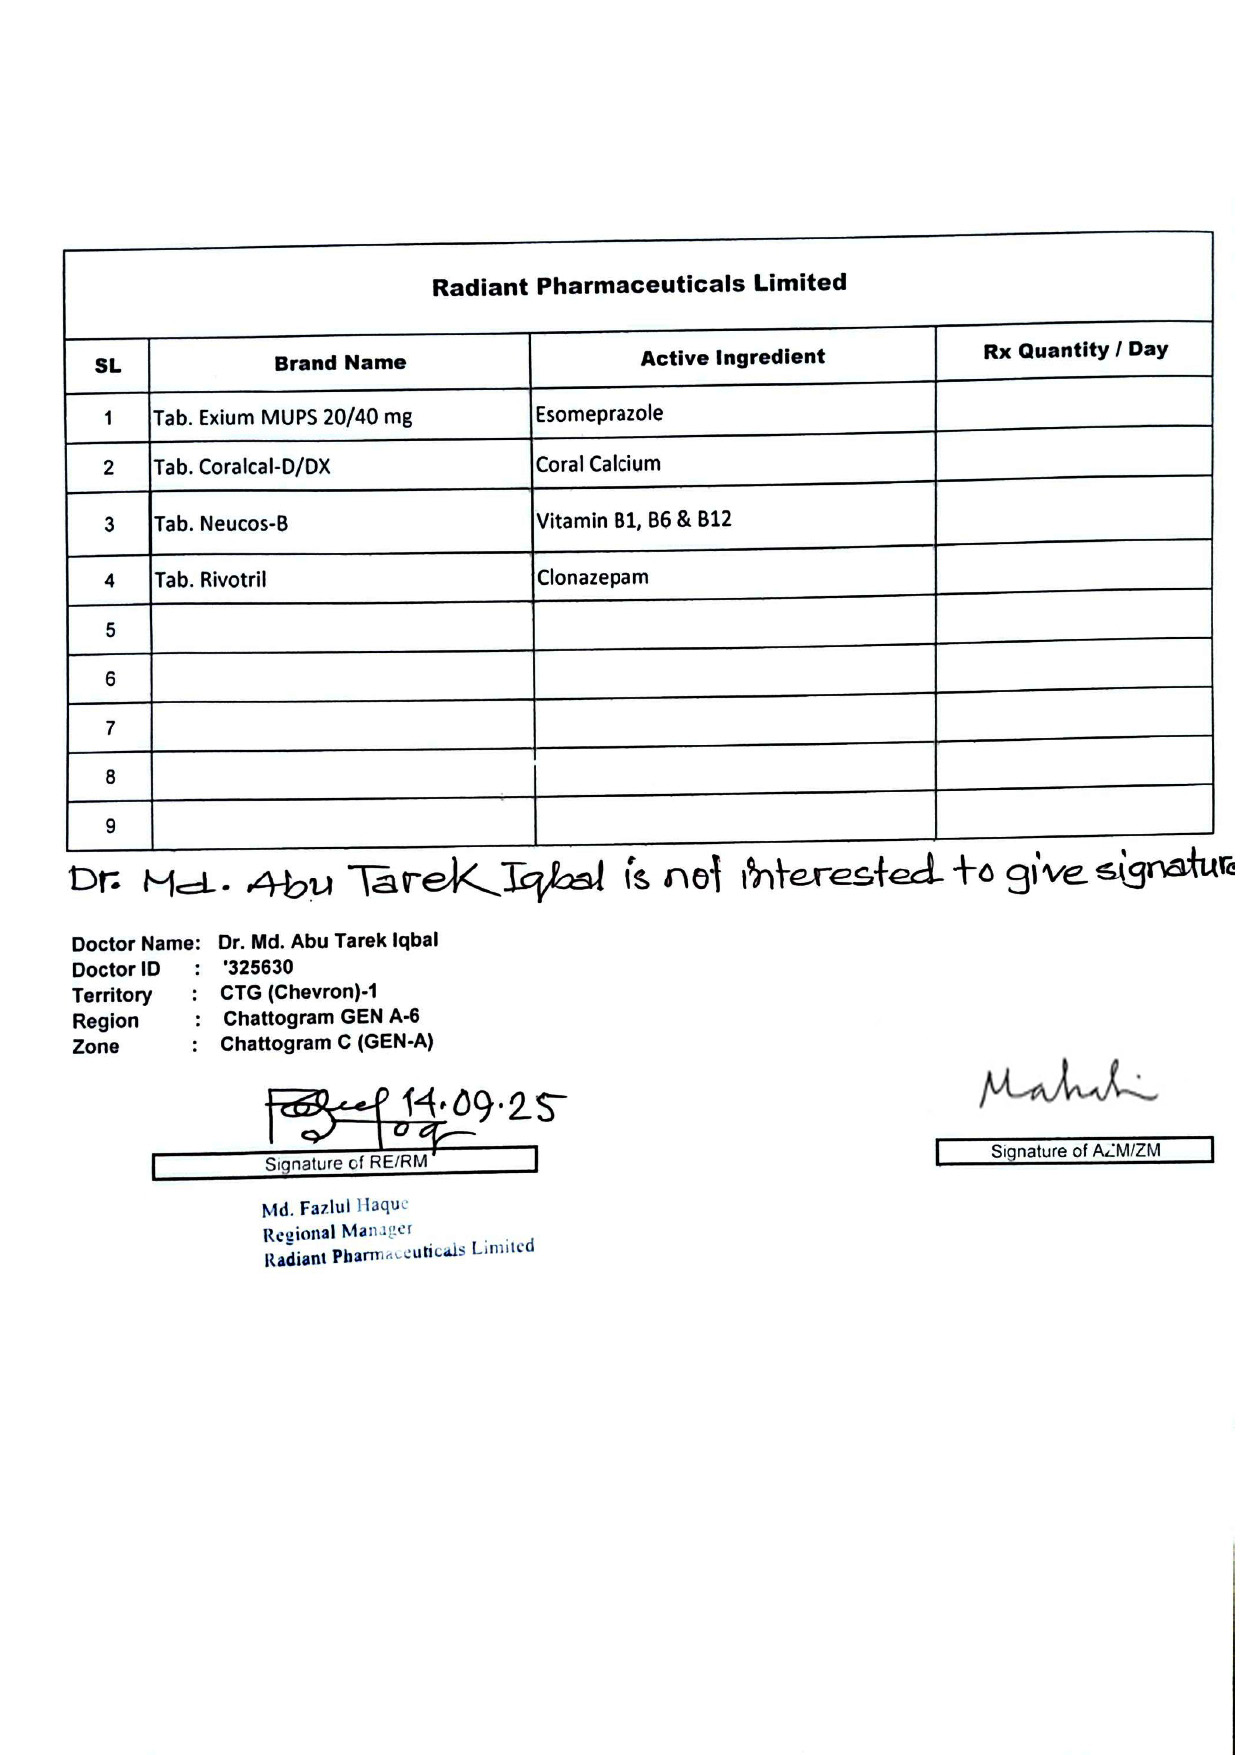 Radiant Pharmaceuticals Limited
SL Brand Name Active Ingredient Rx Quantity / Day
1 Tab. Exium MUPS 20/40 mg Esomeprazole
2 Tab. Coralcal-D/DX Coral Calcium
3 Tab. Neucos-B Vitamin B1, B6 & B12
4 Tab. Rivotril Clonazepam
5
6
7
8
9
Dr. Md. Abu Tarek Iqbal is not interested to give signature
Doctor Name: Dr. Md. Abu Tarek Iqbal
Doctor ID : '325630
Territory : CTG (Chevron)-1
Region : Chattogram GEN A-6
Zone : Chattogram C (GEN-A)
14.09.25
Mahdi
Signature of RE/RM
Signature of
Md. Fazlul Haque
Regional Manager
Radiant Pharmaceuticals Limited